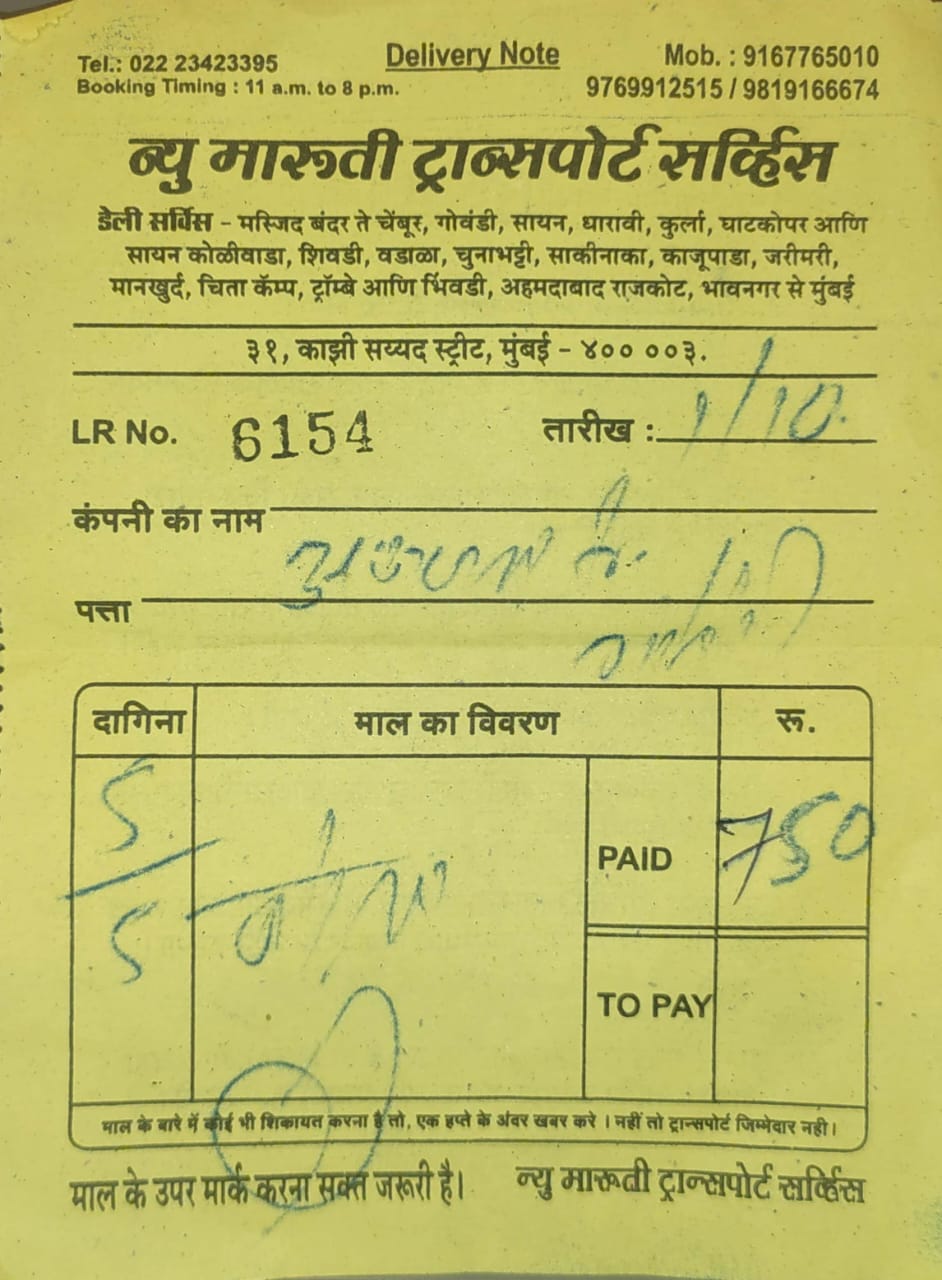 Tel.: 022 23423395 Delivery Note Mob. : 9167765010
Booking Timing : 11 a.m. to 8 p.m. 9769912515 / 9819166674
न्यु मारूती ट्रान्सपोर्ट सर्व्हिस
डेली सर्विस - मस्जिद बंदर ते चेंबूर, गोवंडी, सायन, धारावी, कुर्ला, घाटकोपर आणि
सायन कोळीवाडा, शिवडी, वडाळा, चुनाभट्टी, साकीनाका, काजूपाडा, जरीमरी,
मानखुर्द, चिता कॅम्प, ट्रॉम्बे आणि भिंवडी, अहमदाबाद राजकोट, भावनगर से मुंबई
३१, काझी सय्यद स्ट्रीट, मुंबई - ४०० ००३.
LR No. 6154 तारीख : 1/10
कंपनी का नाम
पत्ता
दागिना माल का विवरण रू.
5 PAID 750
5
TO PAY
माल के बारे में कोई भी शिकायत करना है तो, एक हप्ते के अंदर खबर करे । नहीं तो ट्रान्सपोर्ट जिम्मेदार नही।
माल के उपर मार्क करना सक्त जरूरी है। न्यु मारूती ट्रान्सपोर्ट सर्व्हिस